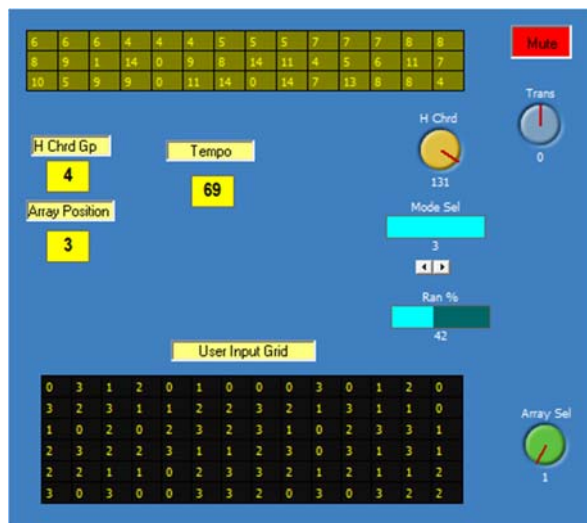 6 6 6 4 4 4 5 5 5 7 7 7 8 8
8 9 1 14 0 9 8 14 11 4 5 6 11 7
10 5 9 9 0 11 14 0 14 7 13 8 8 4
Mute
Trans
0
H Chrd
131
H Chrd Gp
4
Tempo
69
Array Position
3
Mode Sel
3
Ran %
42
User Input Grid
0 3 1 2 0 1 0 0 0 3 0 1 2 0
3 2 3 1 1 2 2 3 2 1 3 1 1 0
1 0 2 0 2 3 2 3 1 0 2 3 3 1
2 3 2 2 3 1 1 2 3 0 3 1 3 1
2 2 1 1 0 2 3 3 2 1 2 1 1 2
3 0 3 0 0 3 3 2 0 3 0 3 2 2
Array Sel
1